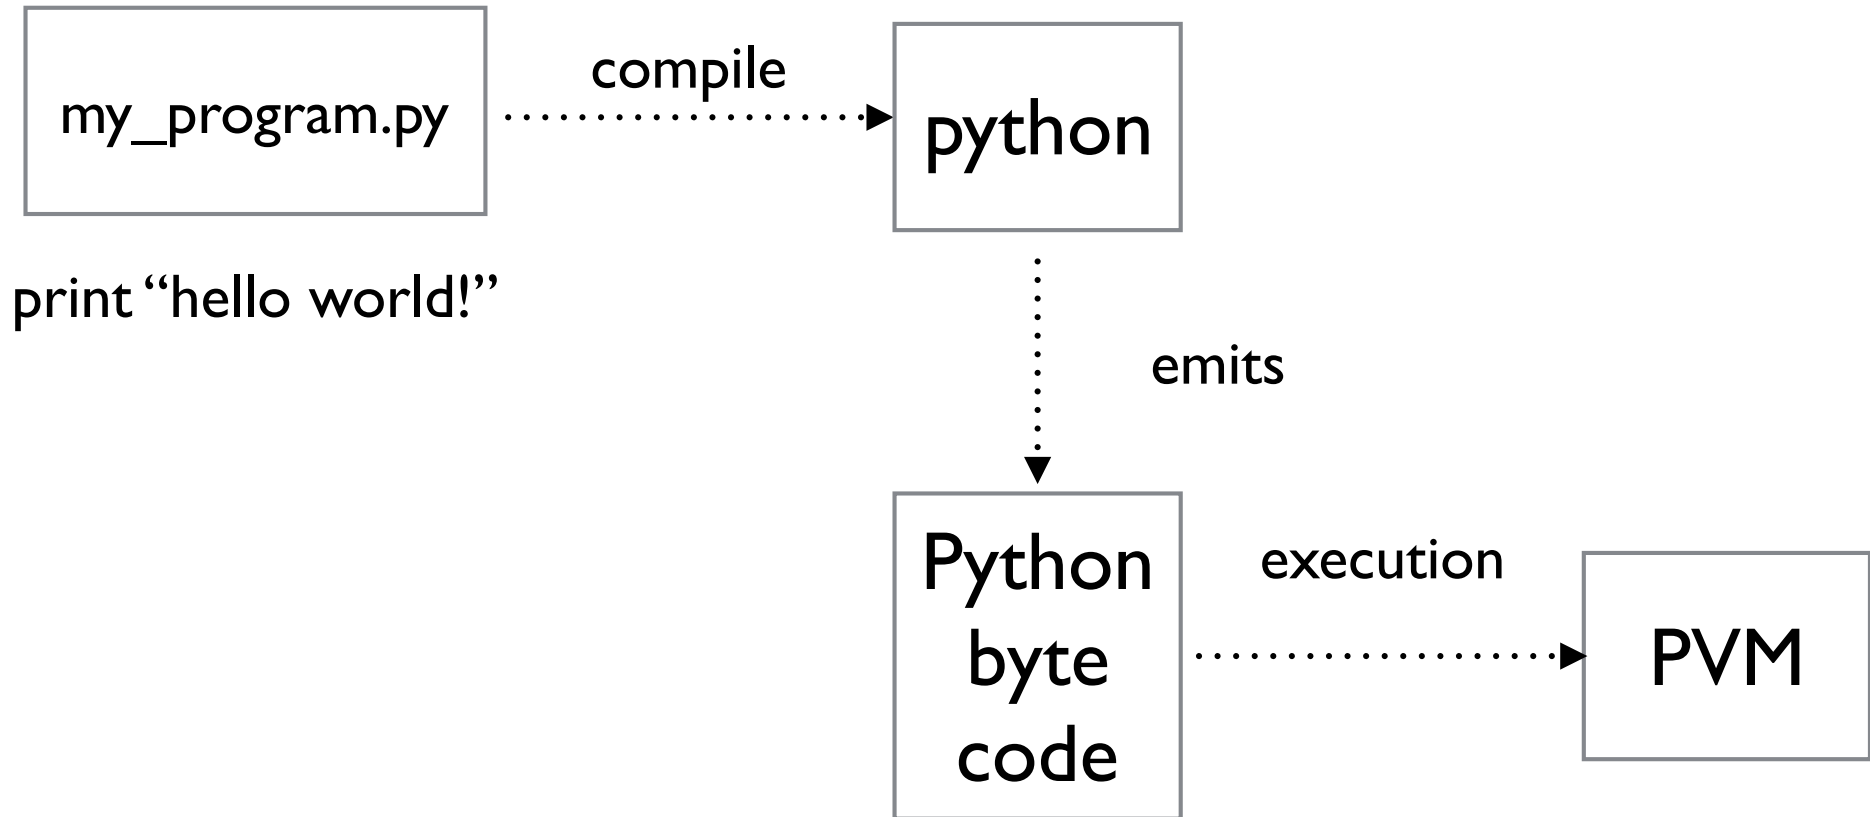 my_program.py
compile
python
print “hello world!”
emits
Python
byte
code
execution
PVM